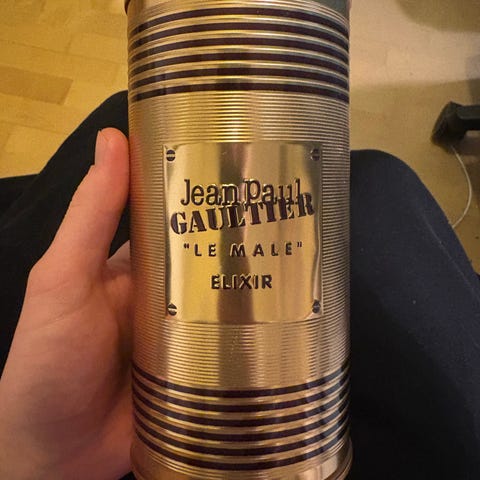 Jean Paul
GAULTIER
"LE MALE"
ELIXIR